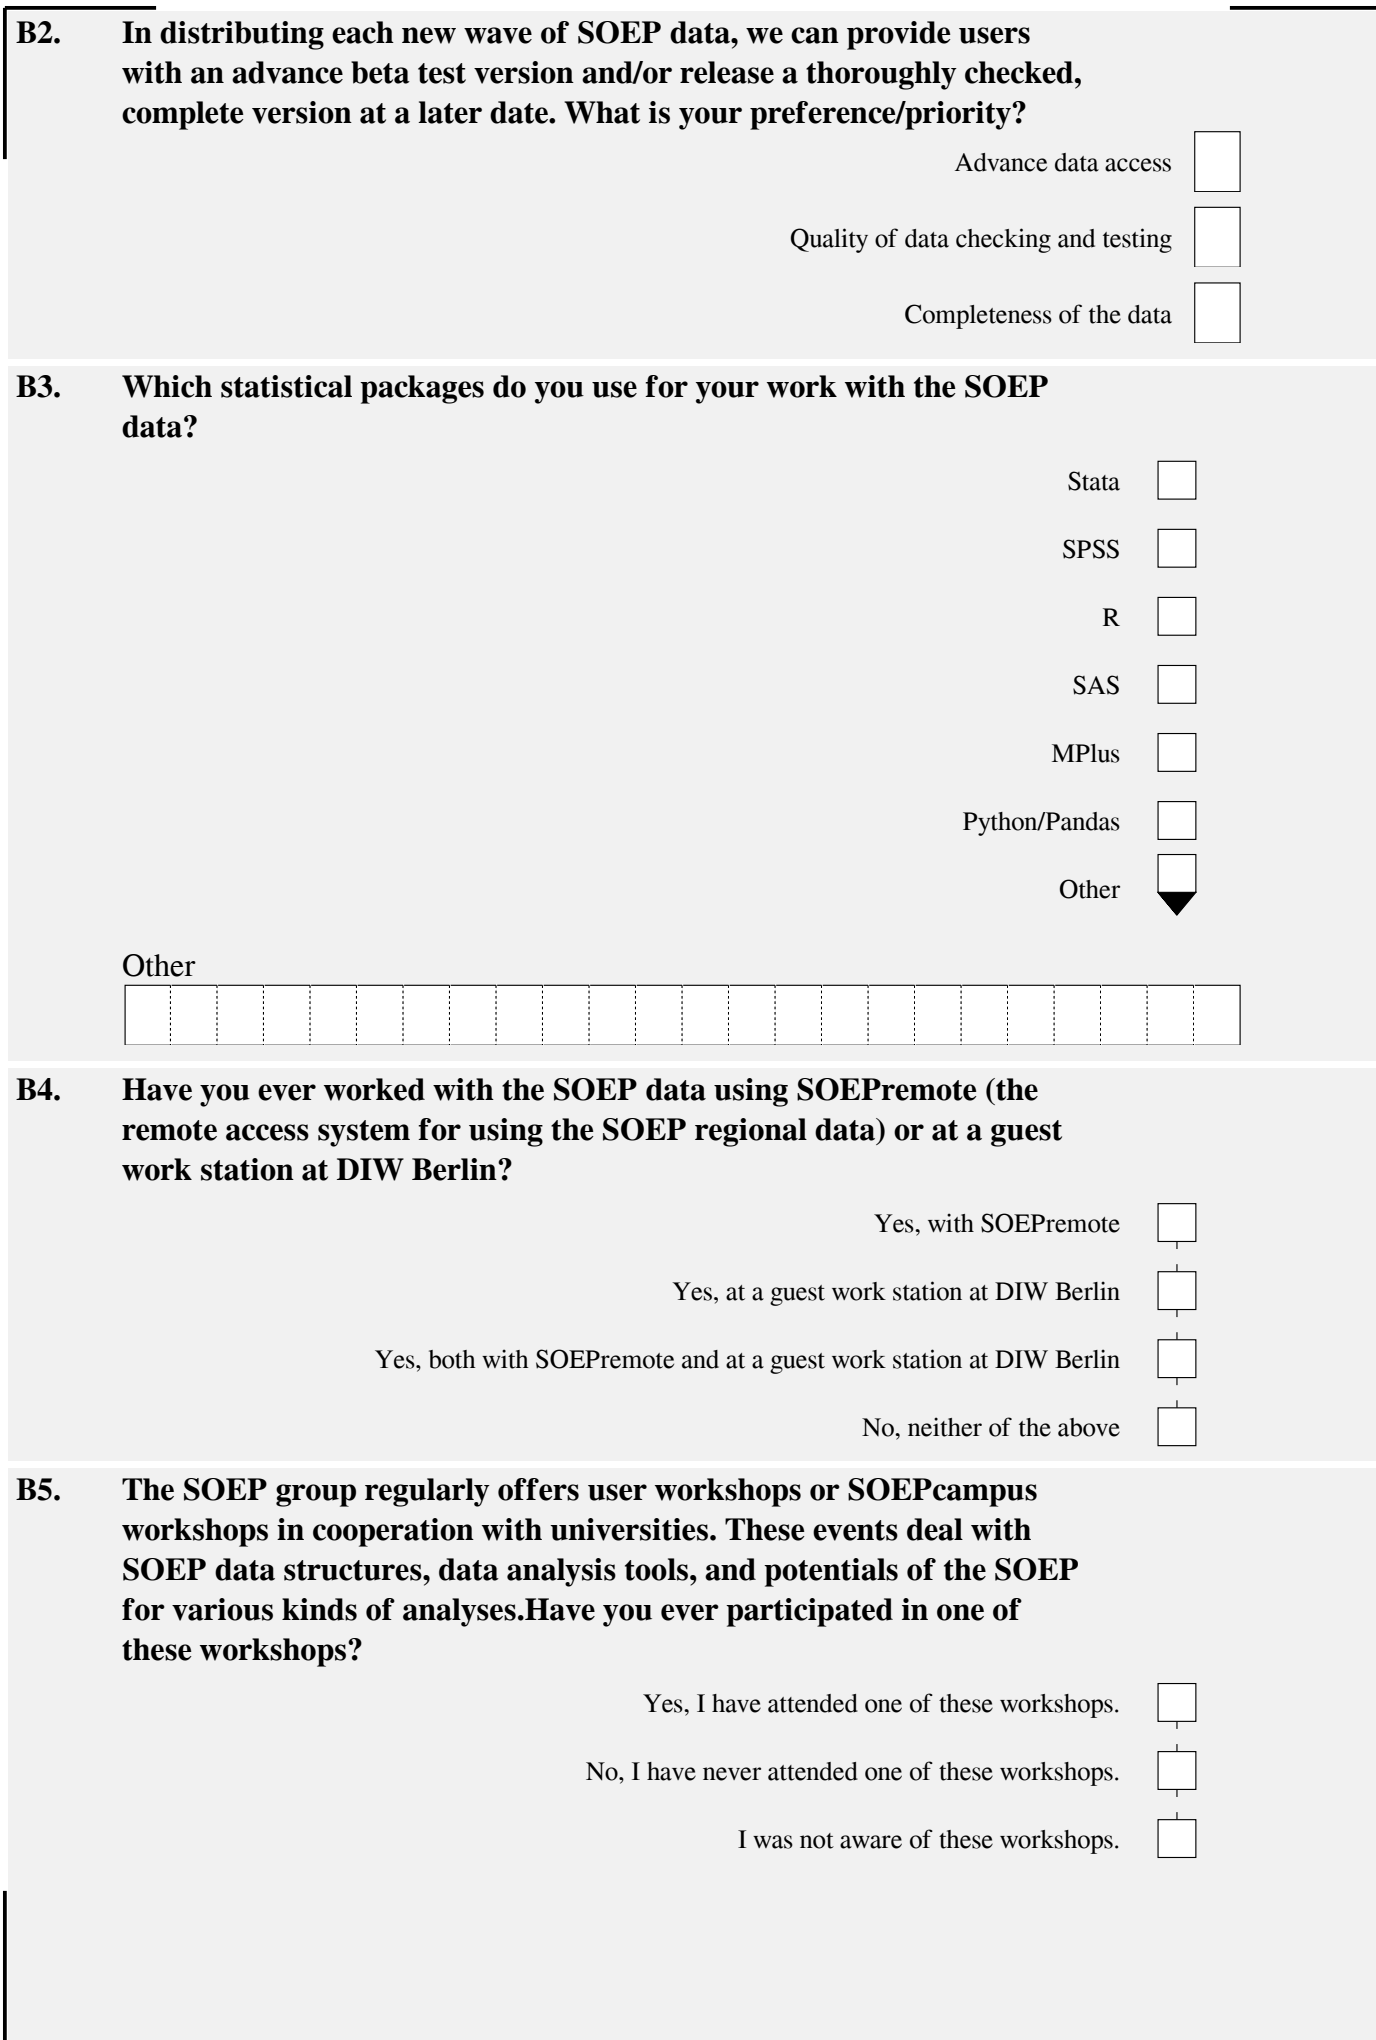 B2. In distributing each new wave of SOEP data, we can provide users
with an advance beta test version and/or release a thoroughly checked,
complete version at a later date. What is your preference/priority?
Advance data access
Quality of data checking and testing
Completeness of the data
B3. Which statistical packages do you use for your work with the SOEP
data?
Stata
SPSS
R
SAS
MPlus
Python/Pandas
Other
Other
B4. Have you ever worked with the SOEP data using SOEPremote (the
remote access system for using the SOEP regional data) or at a guest
work station at DIW Berlin?
Yes, with SOEPremote
Yes, at a guest work station at DIW Berlin
Yes, both with SOEPremote and at a guest work station at DIW Berlin
No, neither of the above
B5. The SOEP group regularly offers user workshops or SOEPcampus
workshops in cooperation with universities. These events deal with
SOEP data structures, data analysis tools, and potentials of the SOEP
for various kinds of analyses.Have you ever participated in one of
these workshops?
Yes, I have attended one of these workshops.
No, I have never attended one of these workshops.
I was not aware of these workshops.